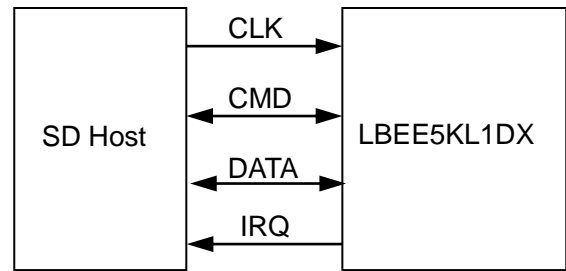 CLK
CMD
SD Host
LBEE5KL1DX
DATA
IRQ